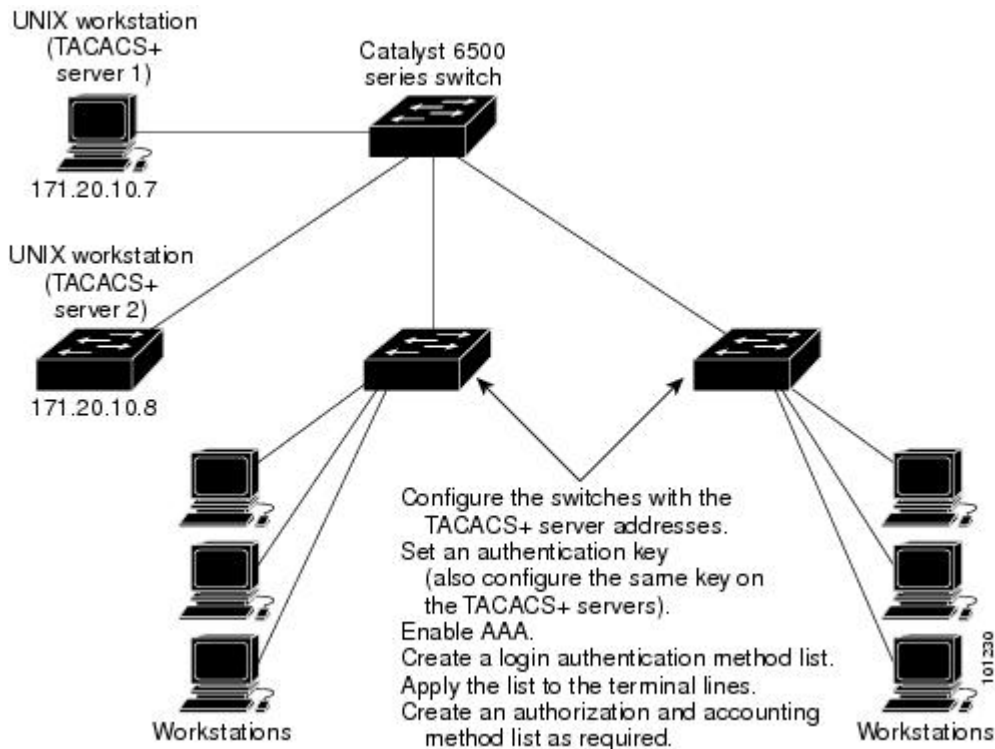 UNIX workstation
(TACACS+
server 1)
Catalyst 6500
series switch
171.20.10.7
UNIX workstation
(TACACS+
server 2)
171.20.10.8
Configure the switches with the
TACACS+ server addresses.
Set an authentication key
(also configure the same key on
the TACACS+ servers).
Enable AAA.
Create a login authentication method list.
Apply the list to the terminal lines.
Create an authorization and accounting
method list as required.
Workstations
Workstations
101230